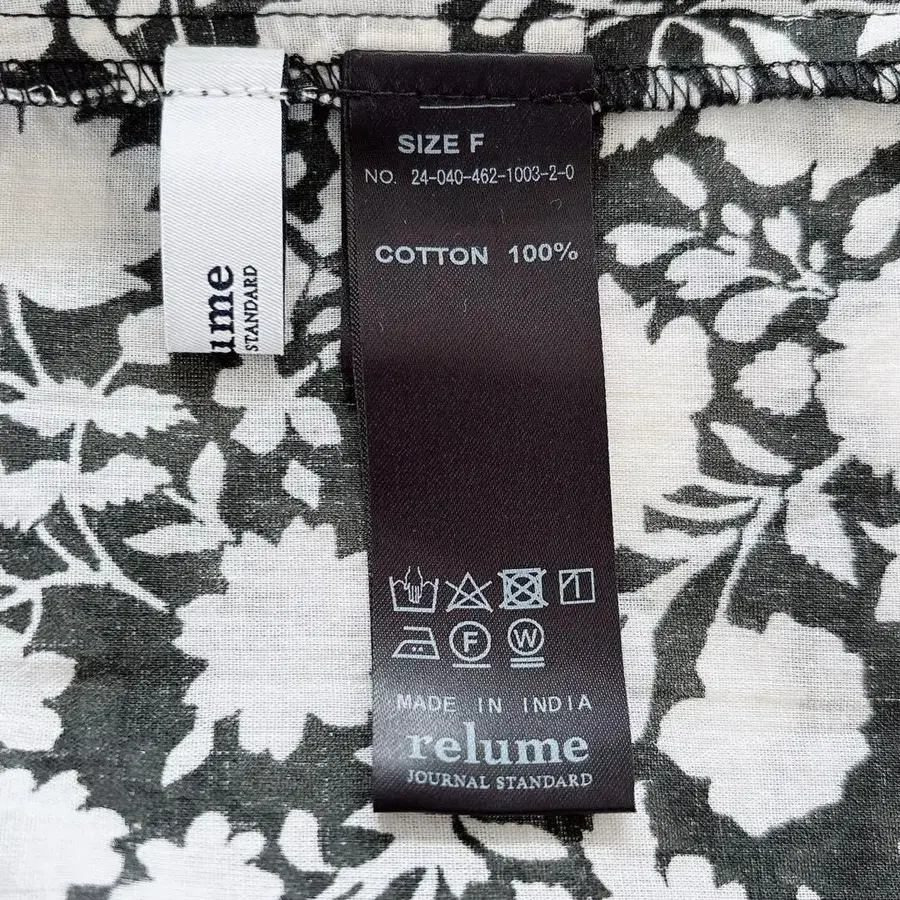 SIZE F
NO. 24-040-462-1003-2-0
COTTON 100%
F
W
MADE IN INDIA
relume
JOURNAL STANDARD
ume
STANDARD